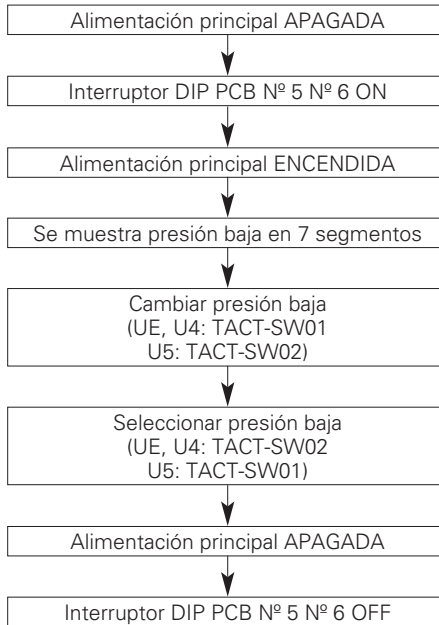 Alimentación principal APAGADA
Interruptor DIP PCB Nº 5 Nº 6 ON
Alimentación principal ENCENDIDA
Se muestra presión baja en 7 segmentos
Cambiar presión baja
(UE, U4: TACT-SW01
U5: TACT-SW02)
Seleccionar presión baja
(UE, U4: TACT-SW02
U5: TACT-SW01)
Alimentación principal APAGADA
Interruptor DIP PCB Nº 5 Nº 6 OFF